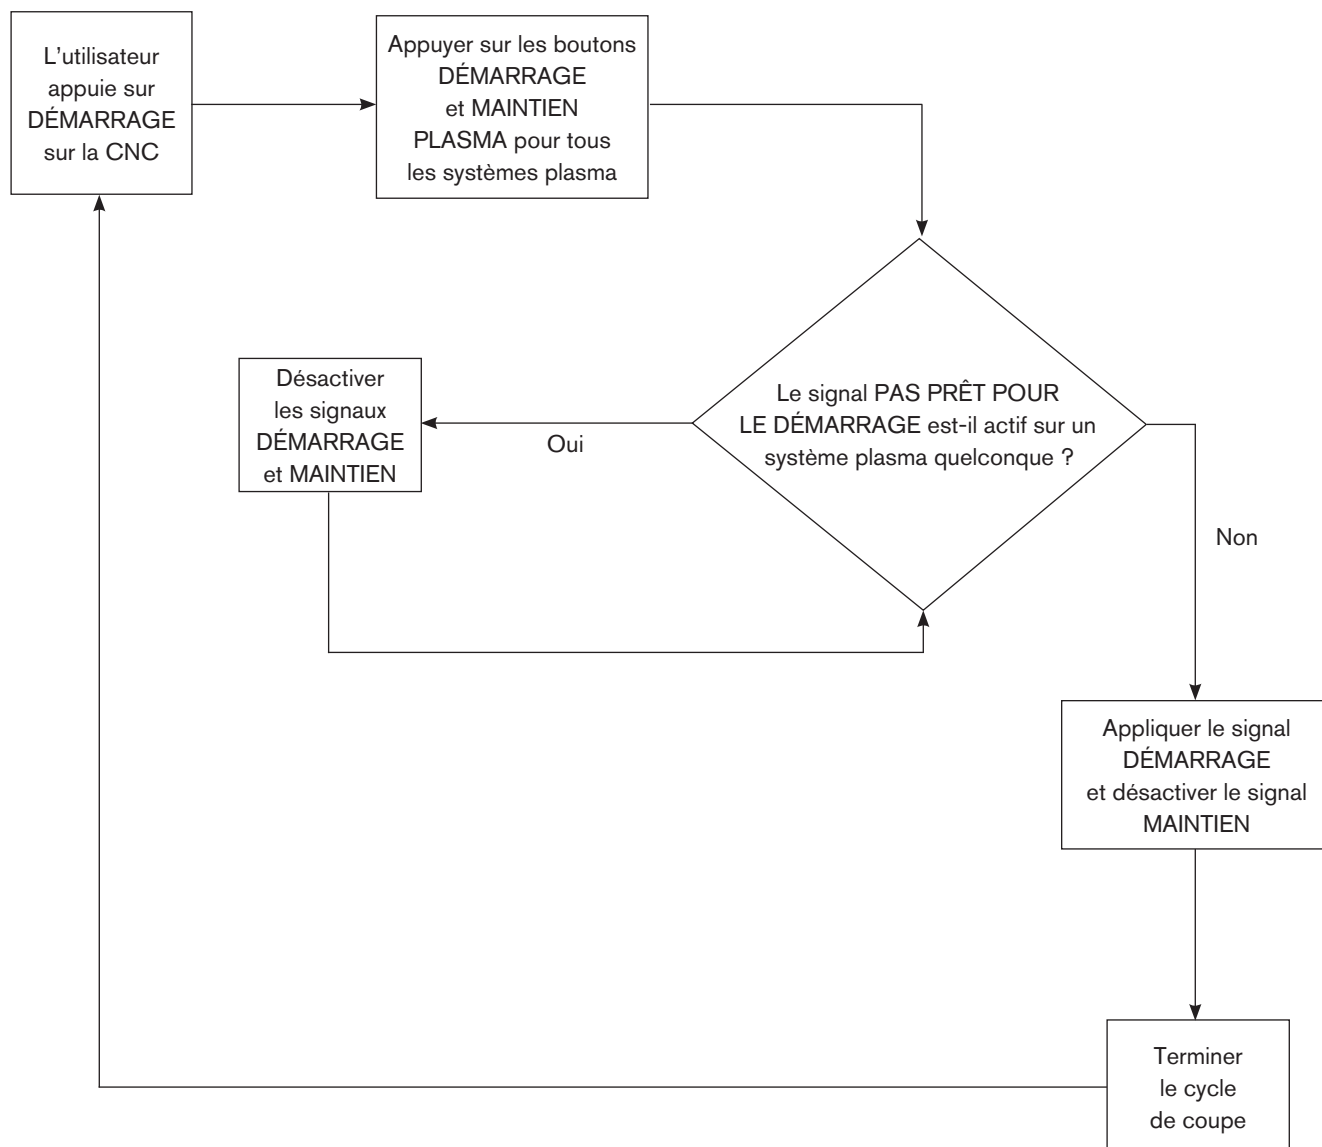 L'utilisateur
appuie sur
DÉMARRAGE
sur la CNC
Appuyer sur les boutons
DÉMARRAGE
et MAINTIEN
PLASMA pour tous
les systèmes plasma
Le signal PAS PRÊT POUR
LE DÉMARRAGE est-il actif sur un
système plasma quelconque ?
Oui
Désactiver
les signaux
DÉMARRAGE
et MAINTIEN
Non
Appliquer le signal
DÉMARRAGE
et désactiver le signal
MAINTIEN
Terminer
le cycle
de coupe